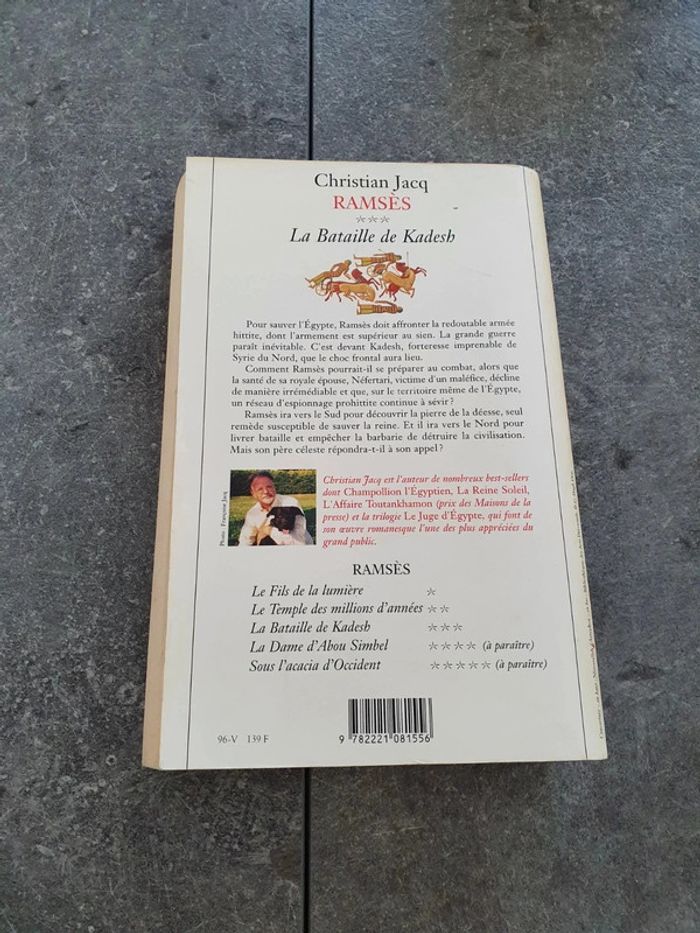 Christian Jacq
RAMSÈS
***
La Bataille de Kadesh
Pour sauver l'Égypte, Ramsès doit affronter la redoutable armée
hittite, dont l'armement est supérieur au sien. La grande guerre
paraît inévitable. C'est devant Kadesh, forteresse imprenable de
Syrie du Nord, que le choc frontal aura lieu.
Comment Ramsès pourrait-il se préparer au combat, alors que
la santé de sa royale épouse, Néfertari, victime d'un maléfice, décline
de manière irrémédiable et que, sur le territoire même de l'Égypte,
un réseau d'espionnage prohittite continue à sévir ?
Ramsès ira vers le Sud pour découvrir la pierre de la déesse, seul
remède susceptible de sauver la reine. Et il ira vers le Nord pour
livrer bataille et empêcher la barbarie de détruire la civilisation.
Mais son père céleste répondra-t-il à son appel ?
Photo : Françoise Jacq
Christian Jacq est l'auteur de nombreux best-sellers
dont Champollion l'Égyptien, La Reine Soleil,
L'Affaire Toutankhamon (prix des Maisons de la
presse) et la trilogie Le Juge d'Égypte, qui font de
son œuvre romanesque l'une des plus appréciées du
grand public.
RAMSÈS
Le Fils de la lumière *
Le Temple des millions d'années **
La Bataille de Kadesh ***
La Dame d'Abou Simbel **** (à paraître)
Sous l'acacia d'Occident ***** (à paraître)
96-V 139 F
9 782221 081556